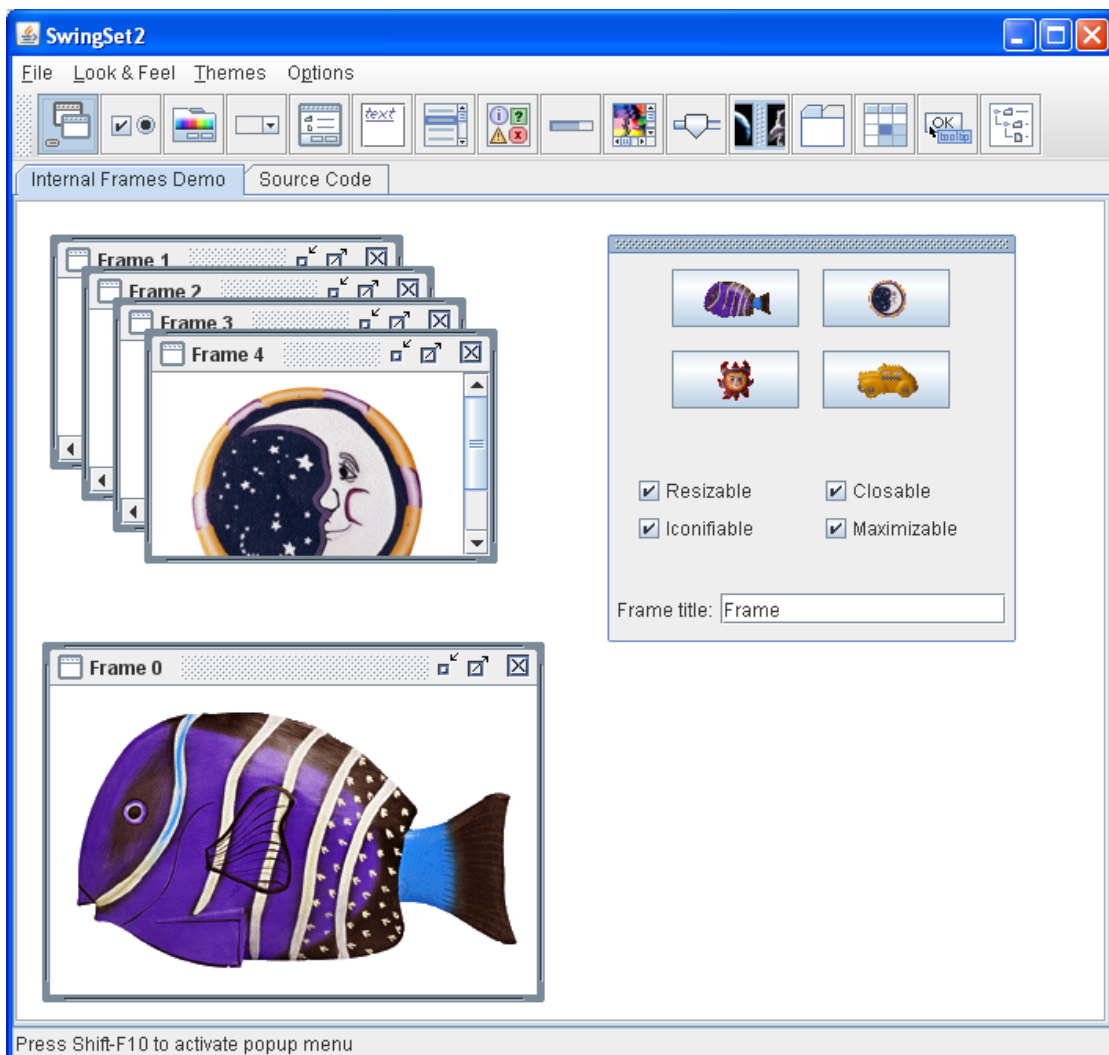 SwingSet2
File Look & Feel Themes Options
text
OK
tooltip
Internal Frames Demo Source Code
Frame 1
Frame 2
Frame 3
Frame 4
Resizable Closable
Iconifiable Maximizable
Frame title: Frame
Frame 0
Press Shift-F10 to activate popup menu